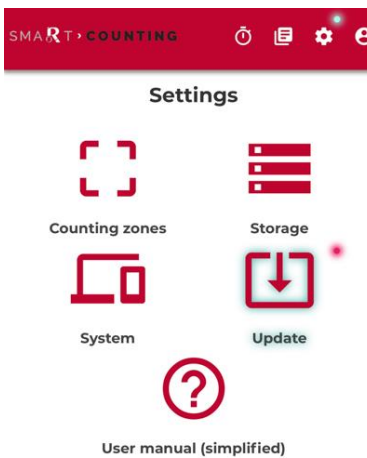 SMART›COUNTING
Settings
Counting zones
Storage
System
Update
User manual (simplified)